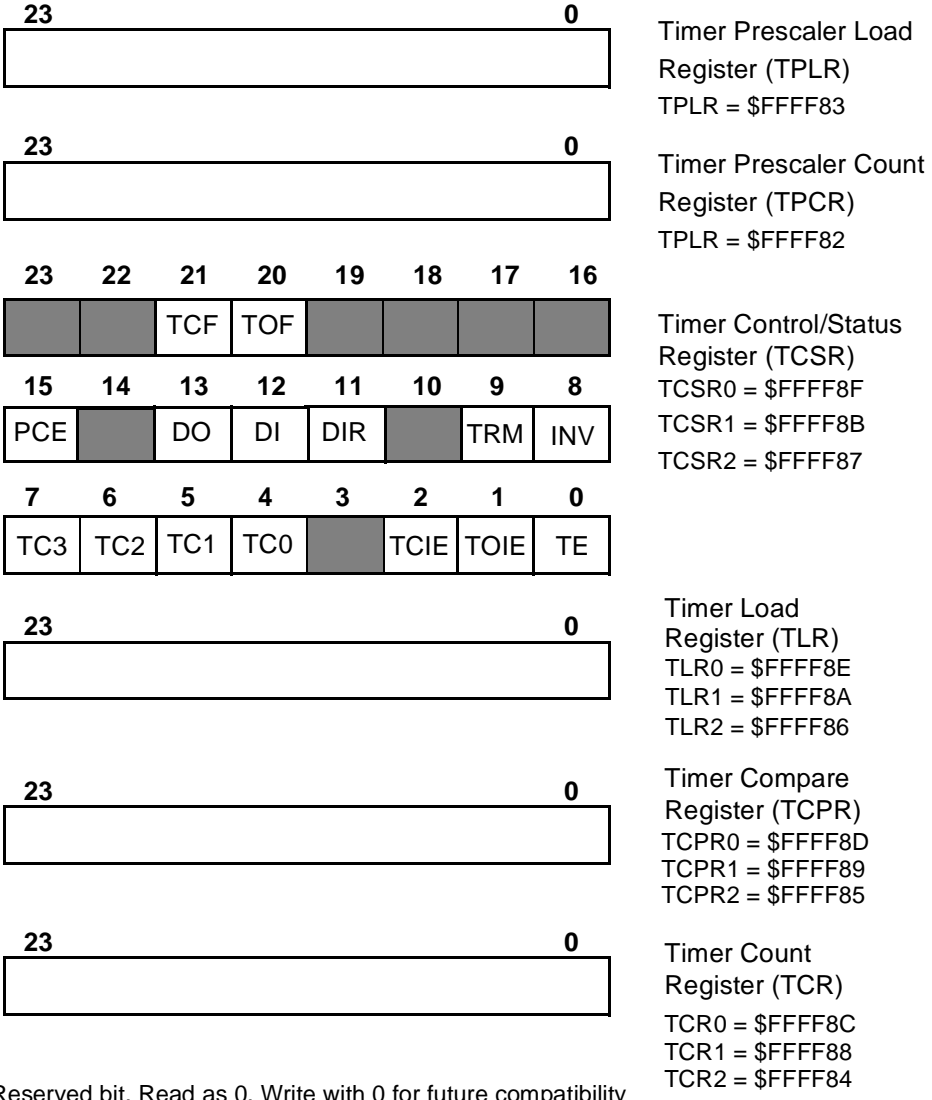 23 0
Timer Prescaler Load
Register (TPLR)
TPLR = $FFFF83
23 0
Timer Prescaler Count
Register (TPCR)
TPLR = $FFFF82
23 22 21 20 19 18 17 16
TCF TOF
Timer Control/Status
Register (TCSR)
TCSR0 = $FFFF8F
TCSR1 = $FFFF8B
TCSR2 = $FFFF87
15 14 13 12 11 10 9 8
PCE DO DI DIR TRM INV
7 6 5 4 3 2 1 0
TC3 TC2 TC1 TC0 TCIE TOIE TE
23 0
Timer Load
Register (TLR)
TLR0 = $FFFF8E
TLR1 = $FFFF8A
TLR2 = $FFFF86
23 0
Timer Compare
Register (TCPR)
TCPR0 = $FFFF8D
TCPR1 = $FFFF89
TCPR2 = $FFFF85
23 0
Timer Count
Register (TCR)
TCR0 = $FFFF8C
TCR1 = $FFFF88
TCR2 = $FFFF84
Reserved bit. Read as 0. Write with 0 for future compatibility